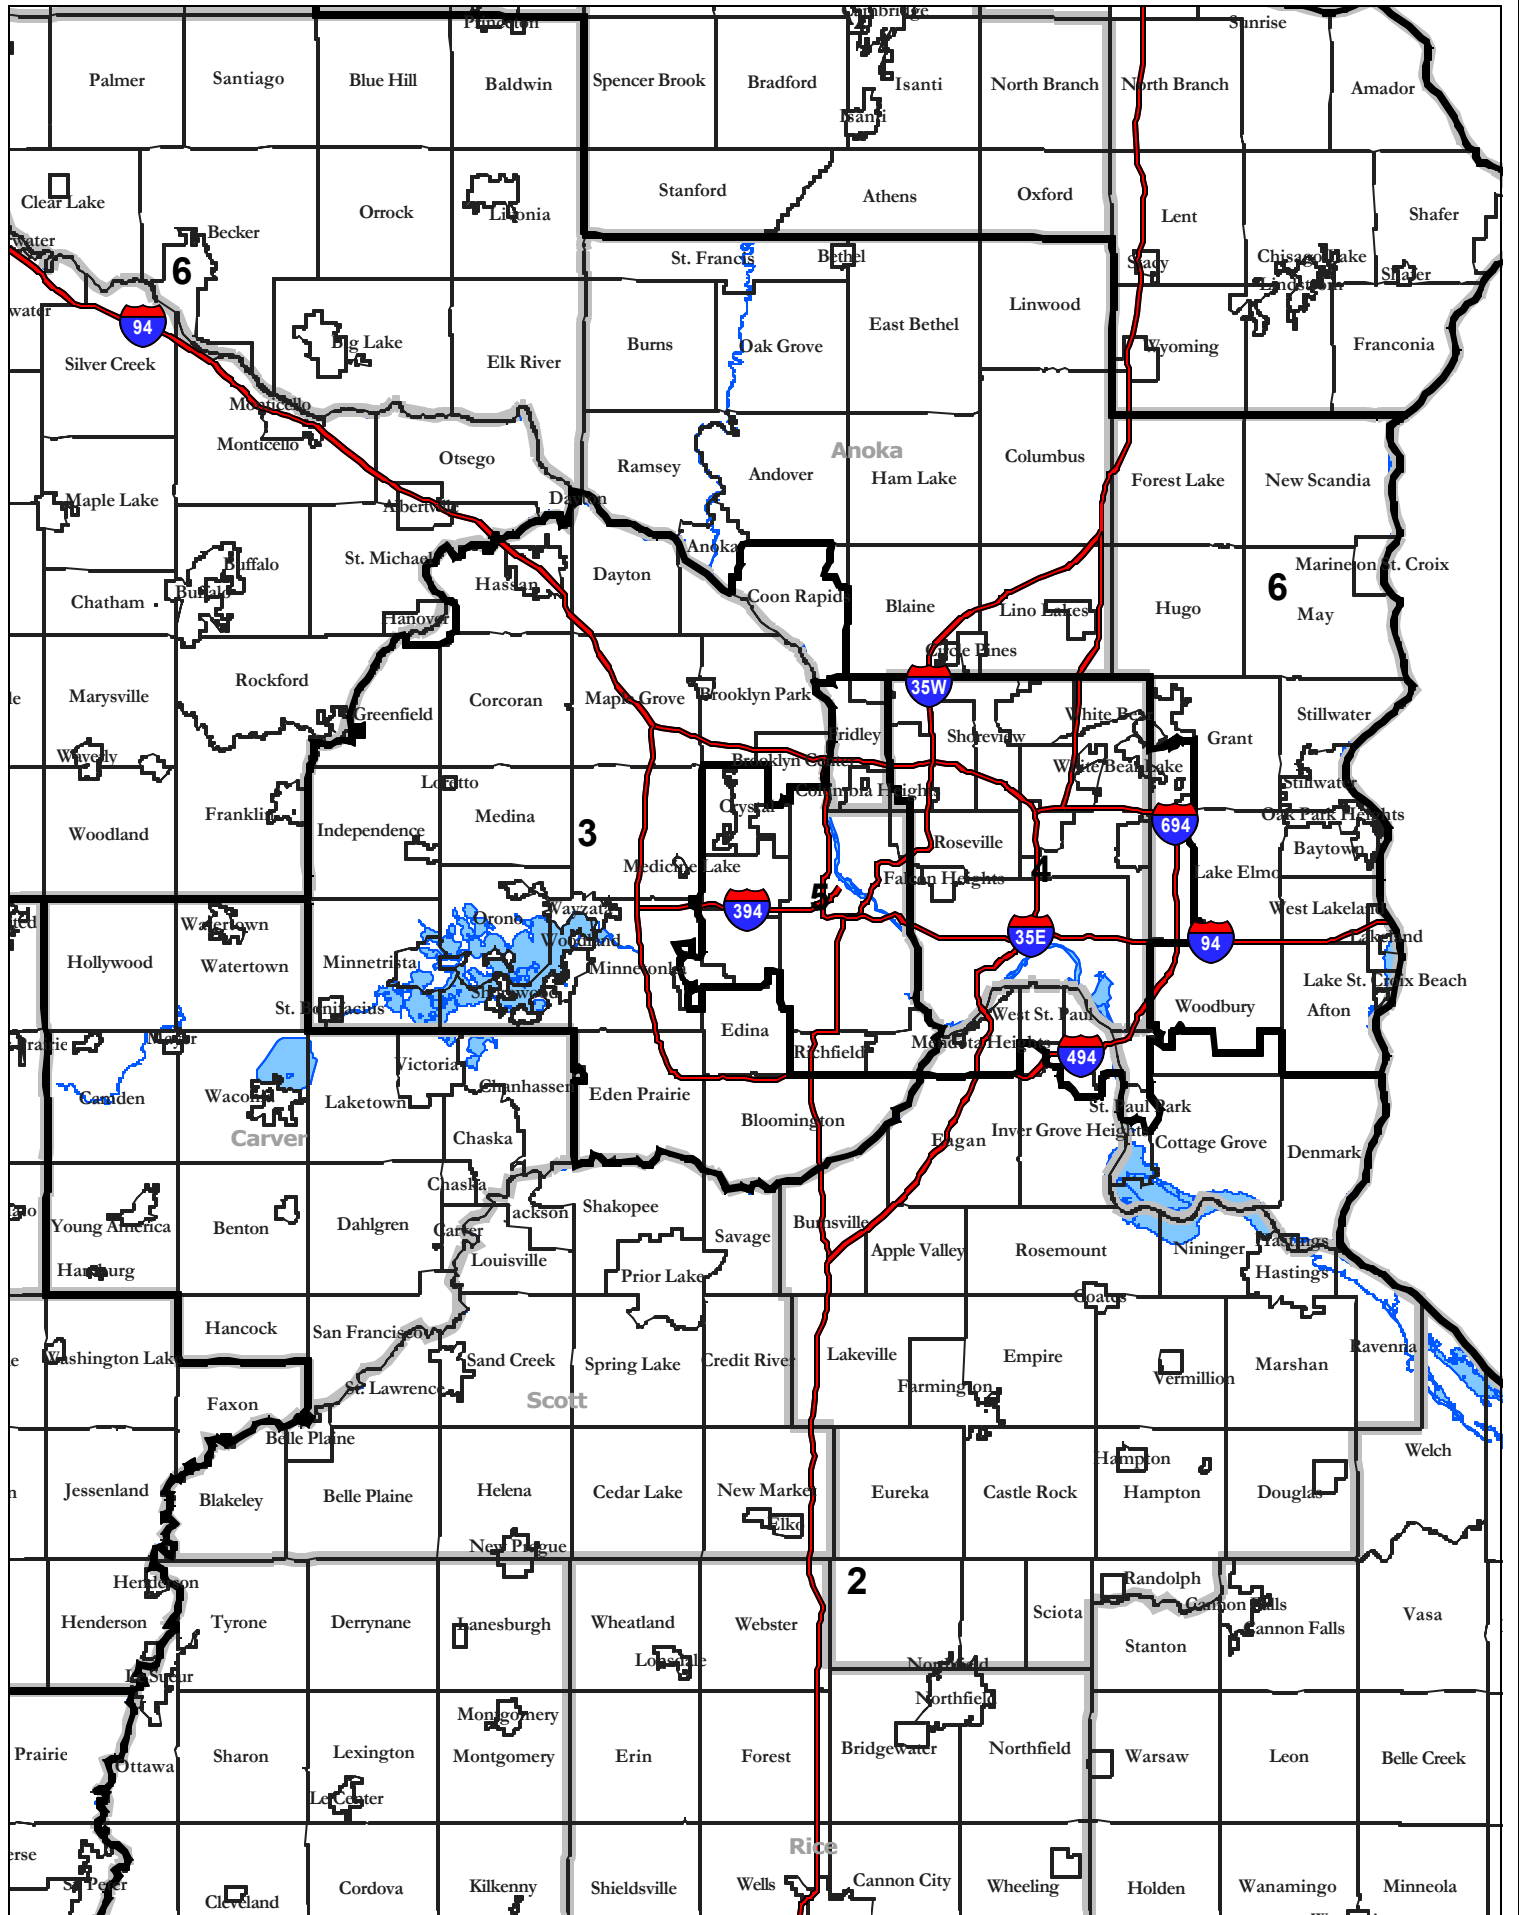 Princeton
Cambridge
Sunrise
Palmer
Santiago
Blue Hill
Baldwin
Spencer Brook
Bradford
Isanti
North Branch
North Branch
Amador
Isanti
Clear Lake
Orrock
Livonia
Stanford
Athens
Oxford
Lent
Shafer
water
Becker
6
St. Francis
Bethel
Stacy
Chisago Lake
Shafer
Lindstrom
water
94
Silver Creek
Big Lake
Elk River
Burns
Oak Grove
East Bethel
Linwood
Wyoming
Franconia
Monticello
Monticello
Otsego
Ramsey
Andover
Anoka
Ham Lake
Columbus
Forest Lake
New Scandia
Maple Lake
Albertville
Dayton
Buffalo
St. Michael
Hassan
Dayton
Anoka
Marine on St. Croix
Chatham
Buffalo
Hanover
Coon Rapids
Blaine
Lino Lakes
Hugo
6
May
Circle Pines
le
Marysville
Rockford
Greenfield
Corcoran
Maple Grove
Brooklyn Park
35W
White Bear
Stillwater
Waverly
Fridley
Shoreview
Grant
Brooklyn Center
White Bear Lake
Loretto
Columbia Heights
Stillwater
Woodland
Franklin
Independence
Medina
3
Crystal
694
Oak Park Heights
Roseville
Baytown
Medicine Lake
Falcon Heights
4
Lake Elmo
5
394
Watertown
Orono
Wayzata
West Lakeland
Hollywood
Watertown
Minnetrista
Woodland
Minnetonka
35E
94
Lakeland
Lake St. Croix Beach
St. Bonifacius
Shorewood
Woodbury
Afton
prairie
Mayer
Edina
Richfield
West St. Paul
Mendota Heights
494
Victoria
Chanhassen
Camden
Waconia
Laketown
Eden Prairie
St. Paul Park
Carver
Chaska
Bloomington
Eagan
Inver Grove Heights
Cottage Grove
Denmark
Chaska
Young America
Benton
Dahlgren
Carver
Jackson
Shakopee
Savage
Burnsville
Apple Valley
Rosemount
Nininger
Hastings
Hamburg
Louisville
Prior Lake
Hastings
Coates
Hancock
San Francisco
e
Washington Lake
Sand Creek
Spring Lake
Credit River
Lakeville
Empire
Marshan
Ravenna
St. Lawrence
Farmington
Vermillion
Faxon
Scott
Belle Plaine
Welch
n
Jessenland
Blakeley
Belle Plaine
Helena
Cedar Lake
New Market
Eureka
Castle Rock
Hampton
Hampton
Douglas
Elko
New Prague
Henderson
2
Randolph
Henderson
Tyrone
Derrynane
Lanesburgh
Wheatland
Webster
Sciota
Cannon Falls
Cannon Falls
Vasa
Stanton
Le Sueur
Lonsdale
Northfield
Northfield
Montgomery
Prairie
Ottawa
Sharon
Lexington
Montgomery
Erin
Forest
Bridgewater
Northfield
Warsaw
Leon
Belle Creek
Le Center
Rice
erse
St. Peter
Cleveland
Cordova
Kilkenny
Shieldsville
Wells
Cannon City
Wheeling
Holden
Wanamingo
Minneola